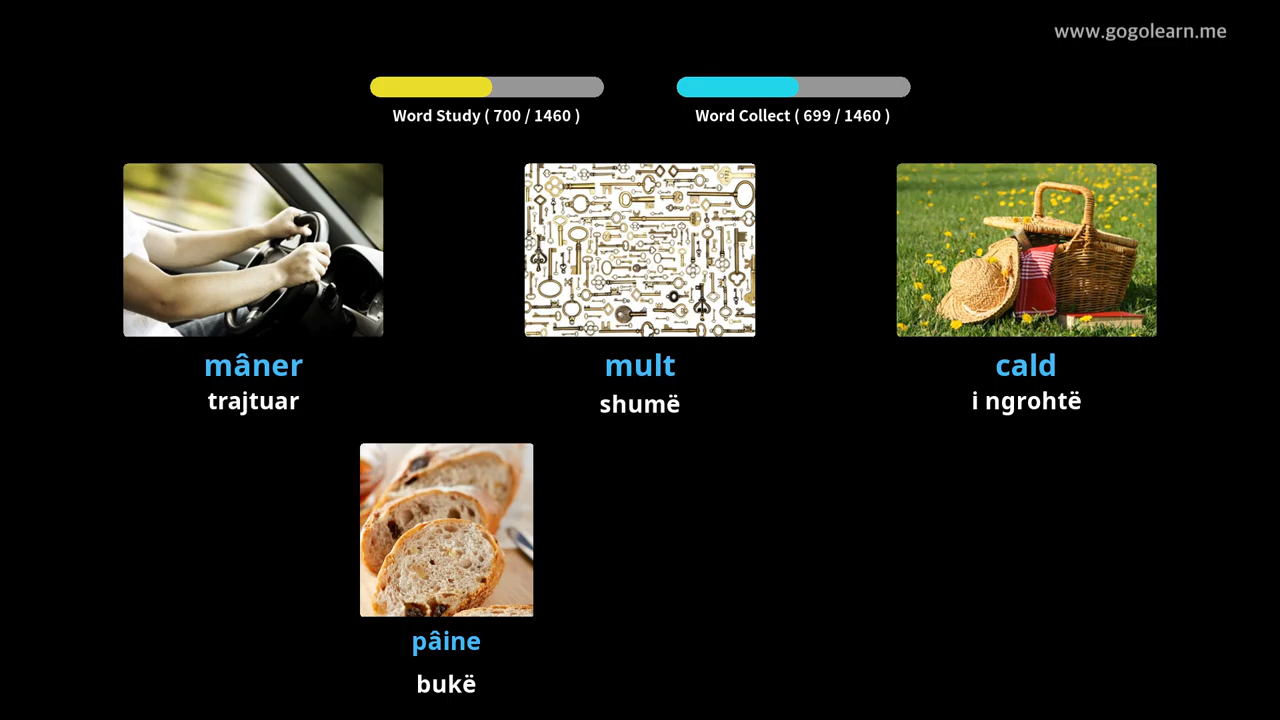 www.gogolearn.me
Word Study ( 700 / 1460 )
Word Collect ( 699 / 1460 )
mâner
trajtuar
mult
shumë
cald
i ngrohtë
pâine
bukë